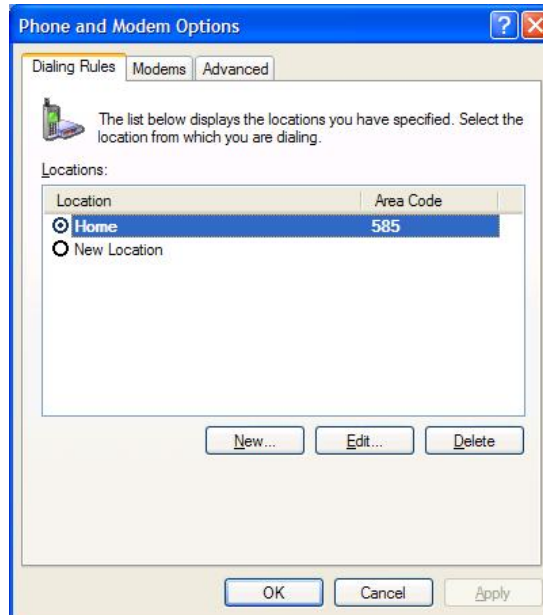 Phone and Modem Options
Dialing Rules Modems Advanced
The list below displays the locations you have specified. Select the
location from which you are dialing.
Locations:
Location Area Code
Home 585
New Location
New... Edit... Delete
OK Cancel Apply